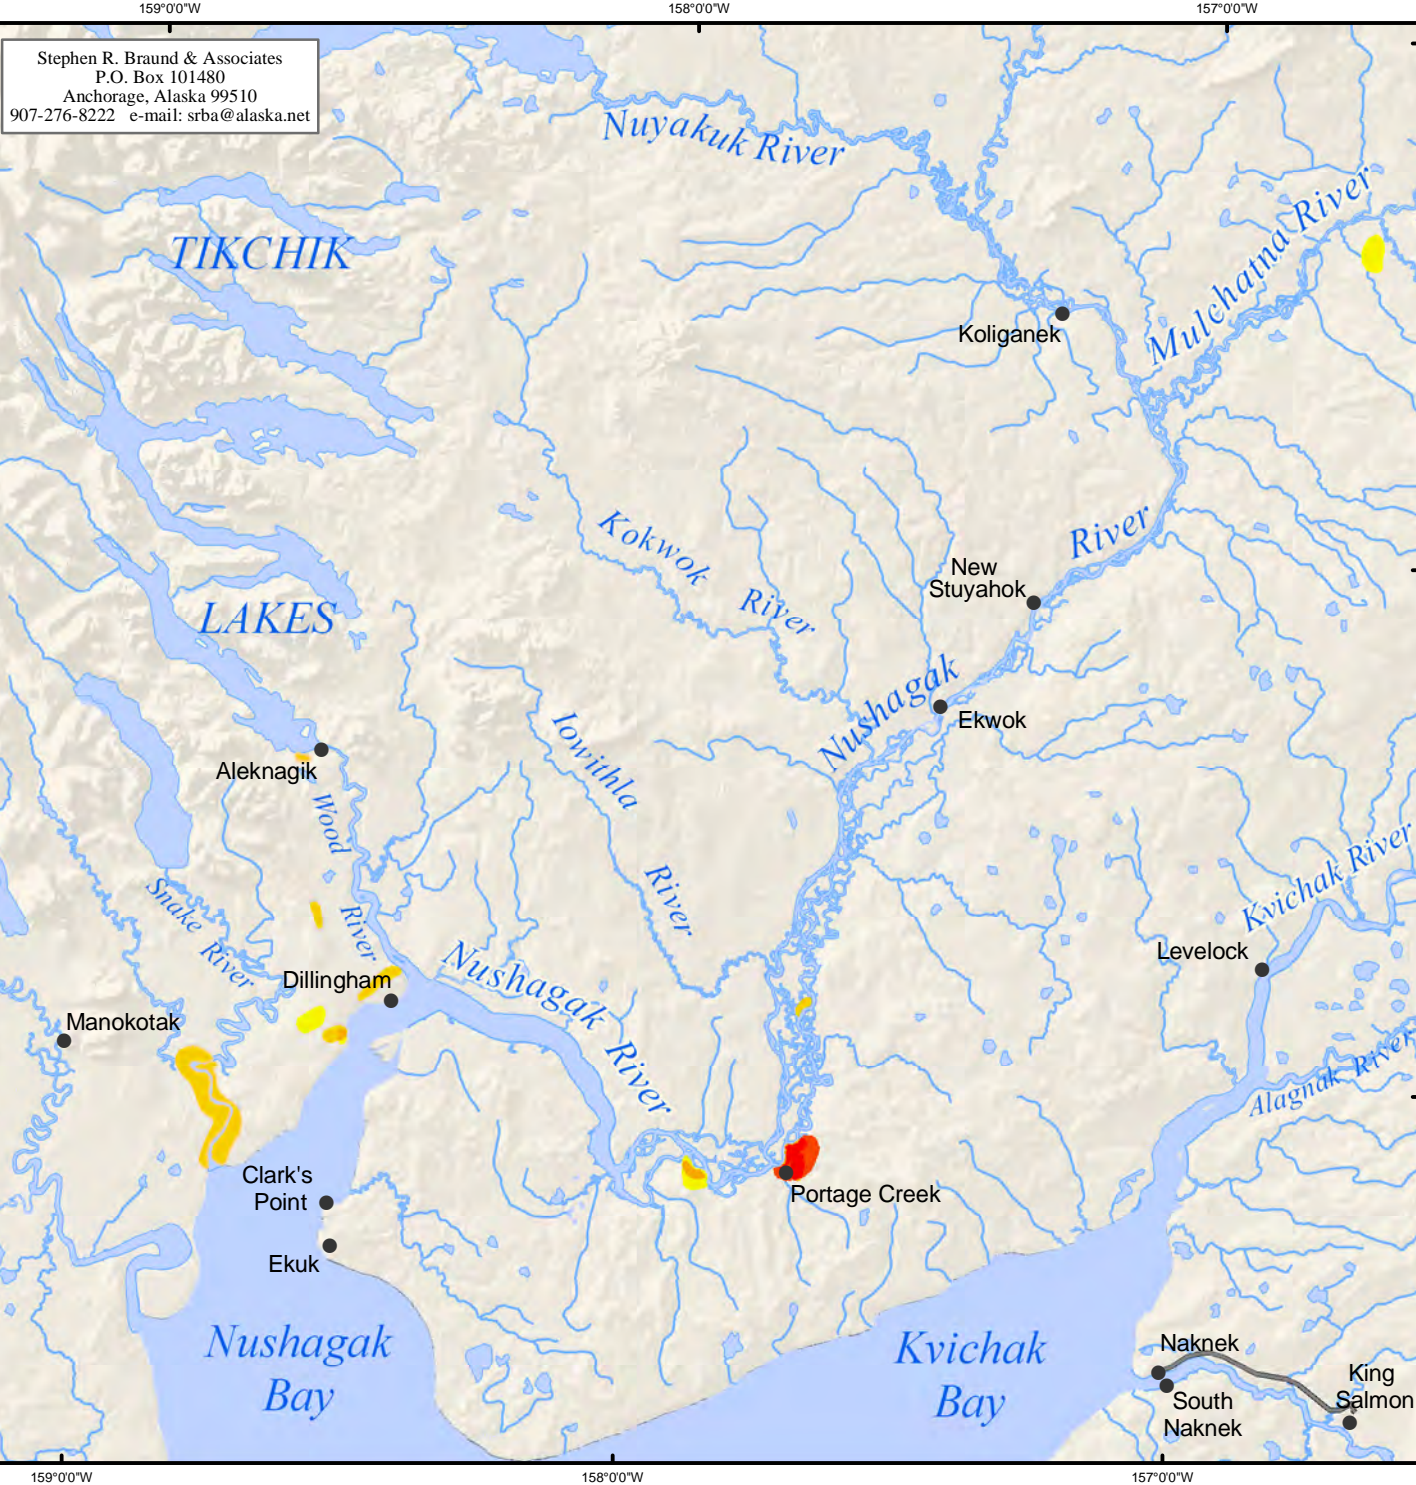 159°0'0"W
158°0'0"W
157°0'0"W
Stephen R. Braund & Associates
P.O. Box 101480
Anchorage, Alaska 99510
907-276-8222 e-mail: srba@alaska.net
Nuyakuk River
Mulchatna River
TIKCHIK
Koliganek
Kokwok
River
River
New
Stuyahok
LAKES
Nushagak
Ekwok
Iowithla
River
Aleknagik
Wood
River
Kvichak River
Snake
River
Levelock
Nushagak
River
Dillingham
Manokotak
Alagnak River
Clark's
Point
Portage Creek
Ekuk
Nushagak
Bay
Kvichak
Bay
Naknek
King
Salmon
South
Naknek
159°0'0"W
158°0'0"W
157°0'0"W